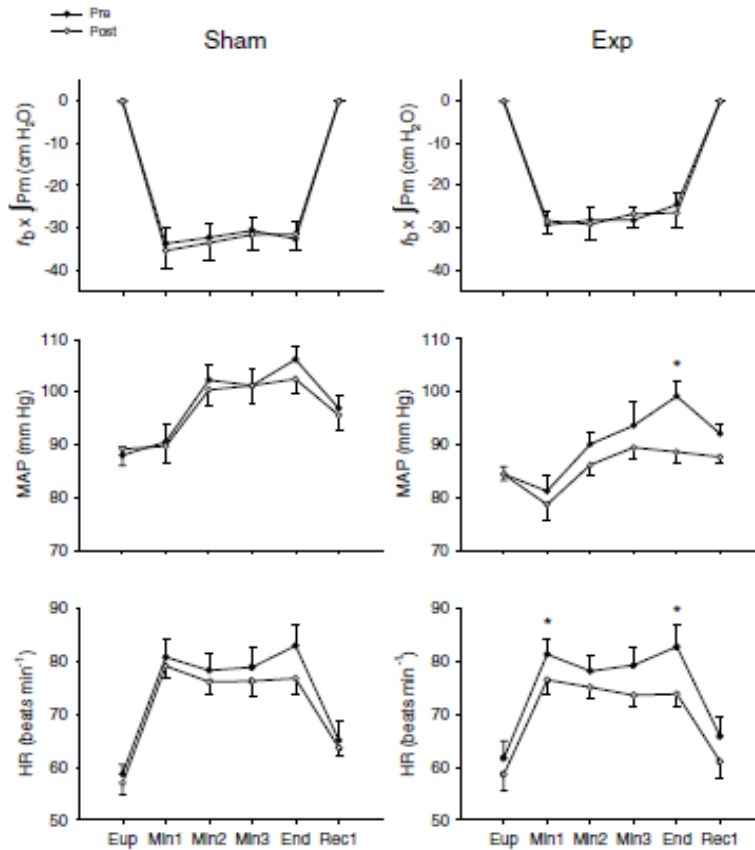 Pre
Post
Sham
Exp
fb x ∫Pm (cm H₂O)
0
-10
-20
-30
-40
fb x ∫Pm (cm H₂O)
0
-10
-20
-30
-40
MAP (mm Hg)
110
100
90
80
70
MAP (mm Hg)
110
100
90
80
70
*
HR (beats min⁻¹)
90
80
70
60
50
Eup Min1 Min2 Min3 End Rec1
HR (beats min⁻¹)
90
80
70
60
50
* *
Eup Min1 Min2 Min3 End Rec1